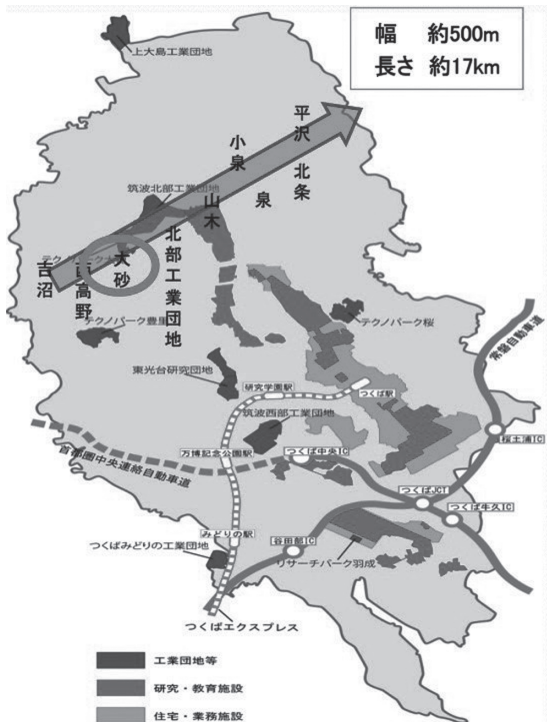 幅 約500m
長さ 約17km
上大島工業団地
平沢
北条
小泉
泉
筑波北部工業団地
山木
北部工業団地
大砂
西高野
吉沼
テクノパーク豊里
テクノパーク桜
東光台研究団地
研究学園駅
つくば駅
筑波西部工業団地
常磐自動車道
桜土浦IC
万博記念公園駅
つくば中央IC
首都圏中央連絡自動車道
つくばJCT
つくば牛久IC
みどりの駅
谷田部IC
つくばみどりの工業団地
リサーチパーク羽成
つくばエクスプレス
工業団地等
研究・教育施設
住宅・業務施設